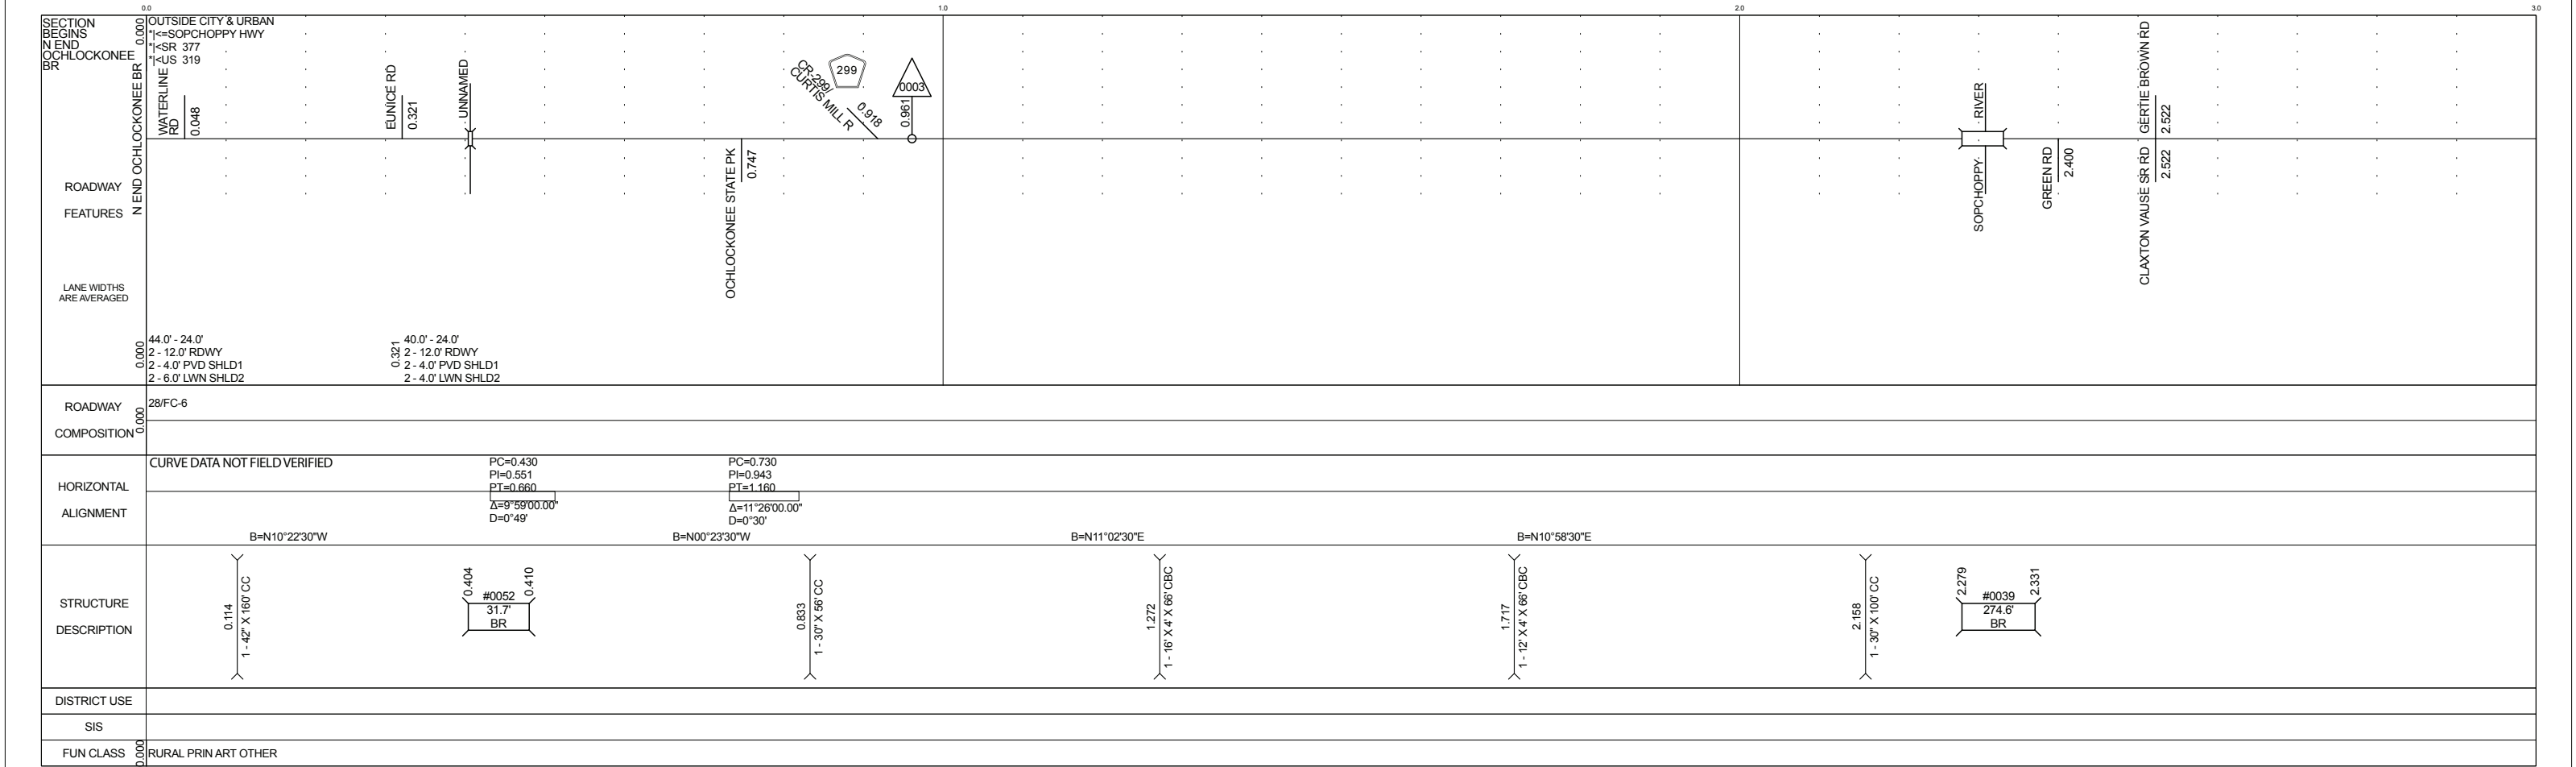 0.0
1.0
2.0
3.0
SECTION
BEGINS
N END
OCHLOCKONEE
BR
0.000
OUTSIDE CITY & URBAN
*|<=SOPCHOPPY HWY
*|<SR 377
*|<US 319
N END OCHLOCKONEE BR
WATERLINE
RD
0.048
EUNICE RD
0.321
UNNAMED
OCHLOCKONEE STATE PK
0.747
CR-299/
CURTIS MILL R
0.918
299
0003
0.961
SOPCHOPPY
RIVER
GREEN RD
2.400
GERTIE BROWN RD
2.522
CLAXTON VAUSE SR RD
2.522
ROADWAY
FEATURES
LANE WIDTHS
ARE AVERAGED
0.000
44.0' - 24.0'
2 - 12.0' RDWY
2 - 4.0' PVD SHLD1
2 - 6.0' LWN SHLD2
0.321
40.0' - 24.0'
2 - 12.0' RDWY
2 - 4.0' PVD SHLD1
2 - 4.0' LWN SHLD2
ROADWAY
COMPOSITION
0.000
28/FC-6
HORIZONTAL
ALIGNMENT
CURVE DATA NOT FIELD VERIFIED
PC=0.430
PI=0.551
PT=0.660
Δ=9°59'00.00"
D=0°49'
PC=0.730
PI=0.943
PT=1.160
Δ=11°26'00.00"
D=0°30'
B=N10°22'30"W
B=N00°23'30"W
B=N11°02'30"E
B=N10°58'30"E
STRUCTURE
DESCRIPTION
0.114
1 - 42" X 160' CC
0.404
0.410
#0052
31.7'
BR
0.833
1 - 30" X 56' CC
1.272
1 - 16' X 4' X 66' CBC
1.717
1 - 12' X 4' X 66' CBC
2.158
1 - 30" X 100' CC
2.279
2.331
#0039
274.6'
BR
DISTRICT USE
SIS
FUN CLASS
0.000
RURAL PRIN ART OTHER